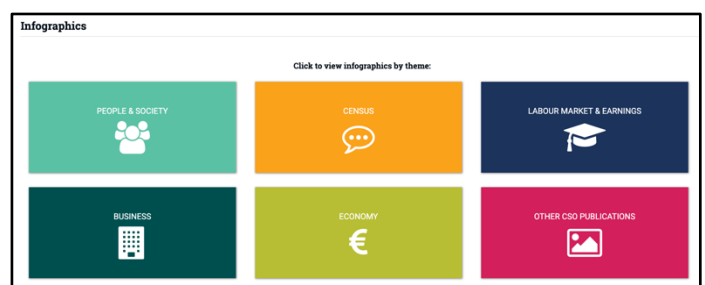 Infographics
Click to view infographics by theme:
PEOPLE & SOCIETY
CENSUS
LABOUR MARKET & EARNINGS
BUSINESS
ECONOMY
€
OTHER CSO PUBLICATIONS